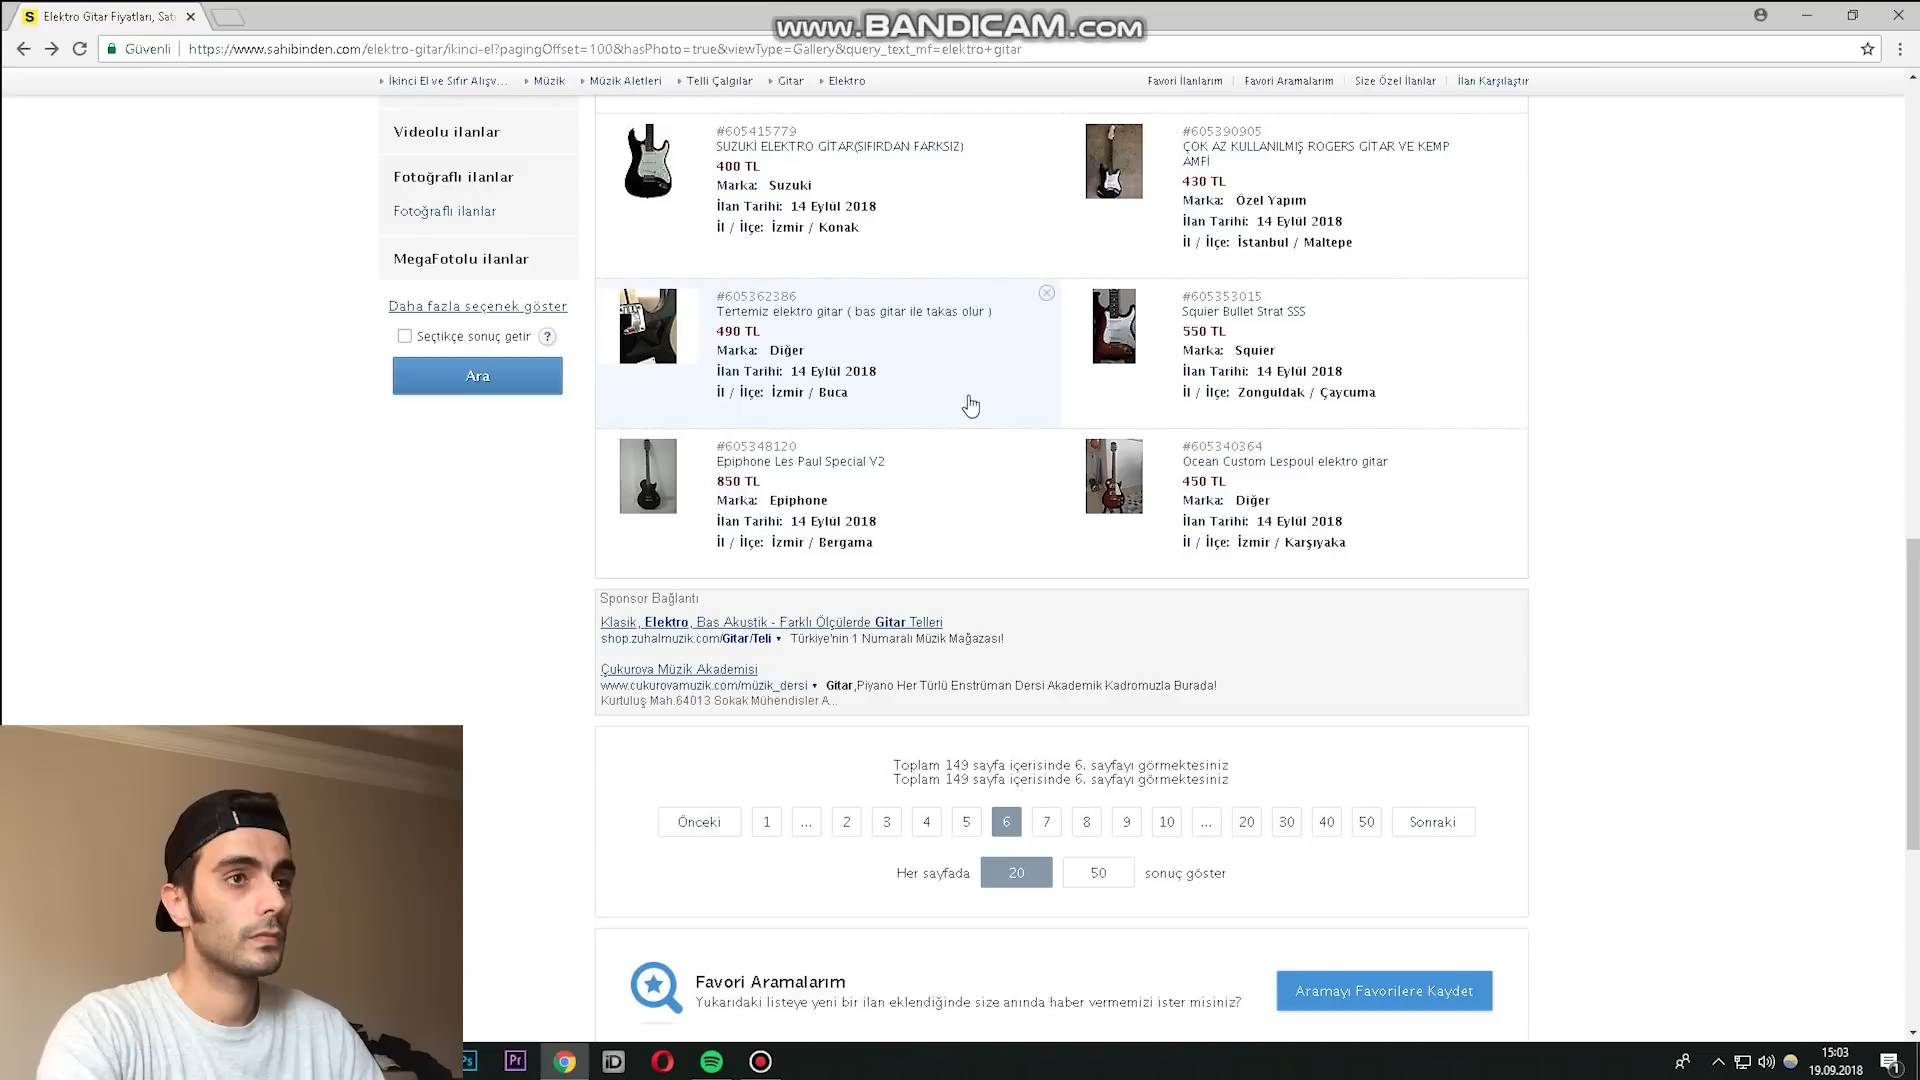 Elektro Gitar Fiyatları, Satı
www.BANDICAM.com
Güvenli
https://www.sahibinden.com/elektro-gitar/ikinci-el?pagingOffset=100&hasPhoto=true&viewType=Gallery&query_text_mf=elektro+gitar
İkinci El ve Sıfır Alışv... Müzik Müzik Aletleri Telli Çalgılar Gitar Elektro
Favori İlanlarım Favori Aramalarım Size Özel İlanlar İlan Karşılaştır
Videolu ilanlar
Fotoğraflı ilanlar
Fotoğraflı ilanlar
MegaFotolu ilanlar
Daha fazla seçenek göster
Seçtikçe sonuç getir ?
Ara
#605415779
SUZUKİ ELEKTRO GİTAR(SIFIRDAN FARKSIZ)
400 TL
Marka: Suzuki
İlan Tarihi: 14 Eylül 2018
İl / İlçe: İzmir / Konak
#605390905
ÇOK AZ KULLANILMIŞ ROGERS GİTAR VE KEMP
AMFİ
430 TL
Marka: Özel Yapım
İlan Tarihi: 14 Eylül 2018
İl / İlçe: İstanbul / Maltepe
#605362386
Tertemiz elektro gitar ( bas gitar ile takas olur )
490 TL
Marka: Diğer
İlan Tarihi: 14 Eylül 2018
İl / İlçe: İzmir / Buca
#605353015
Squier Bullet Strat SSS
550 TL
Marka: Squier
İlan Tarihi: 14 Eylül 2018
İl / İlçe: Zonguldak / Çaycuma
#605348120
Epiphone Les Paul Special V2
850 TL
Marka: Epiphone
İlan Tarihi: 14 Eylül 2018
İl / İlçe: İzmir / Bergama
#605340364
Ocean Custom Lespoul elektro gitar
450 TL
Marka: Diğer
İlan Tarihi: 14 Eylül 2018
İl / İlçe: İzmir / Karşıyaka
Sponsor Bağlantı
Klasik, Elektro, Bas Akustik - Farklı Ölçülerde Gitar Telleri
shop.zuhalmuzik.com/Gitar/Teli Türkiye'nin 1 Numaralı Müzik Mağazası!
Çukurova Müzik Akademisi
www.cukurovamuzik.com/müzik_dersi Gitar,Piyano Her Türlü Enstrüman Dersi Akademik Kadromuzla Burada!
Kurtuluş Mah.64013 Sokak Mühendisler A...
Toplam 149 sayfa içerisinde 6. sayfayı görmektesiniz
Toplam 149 sayfa içerisinde 6. sayfayı görmektesiniz
Önceki 1 ... 2 3 4 5 6 7 8 9 10 ... 20 30 40 50 Sonraki
Her sayfada 20 50 sonuç göster
Favori Aramalarım
Yukarıdaki listeye yeni bir ilan eklendiğinde size anında haber vermemizi ister misiniz?
Aramayı Favorilere Kaydet
Ps Pr iD
15:03
19.09.2018
1